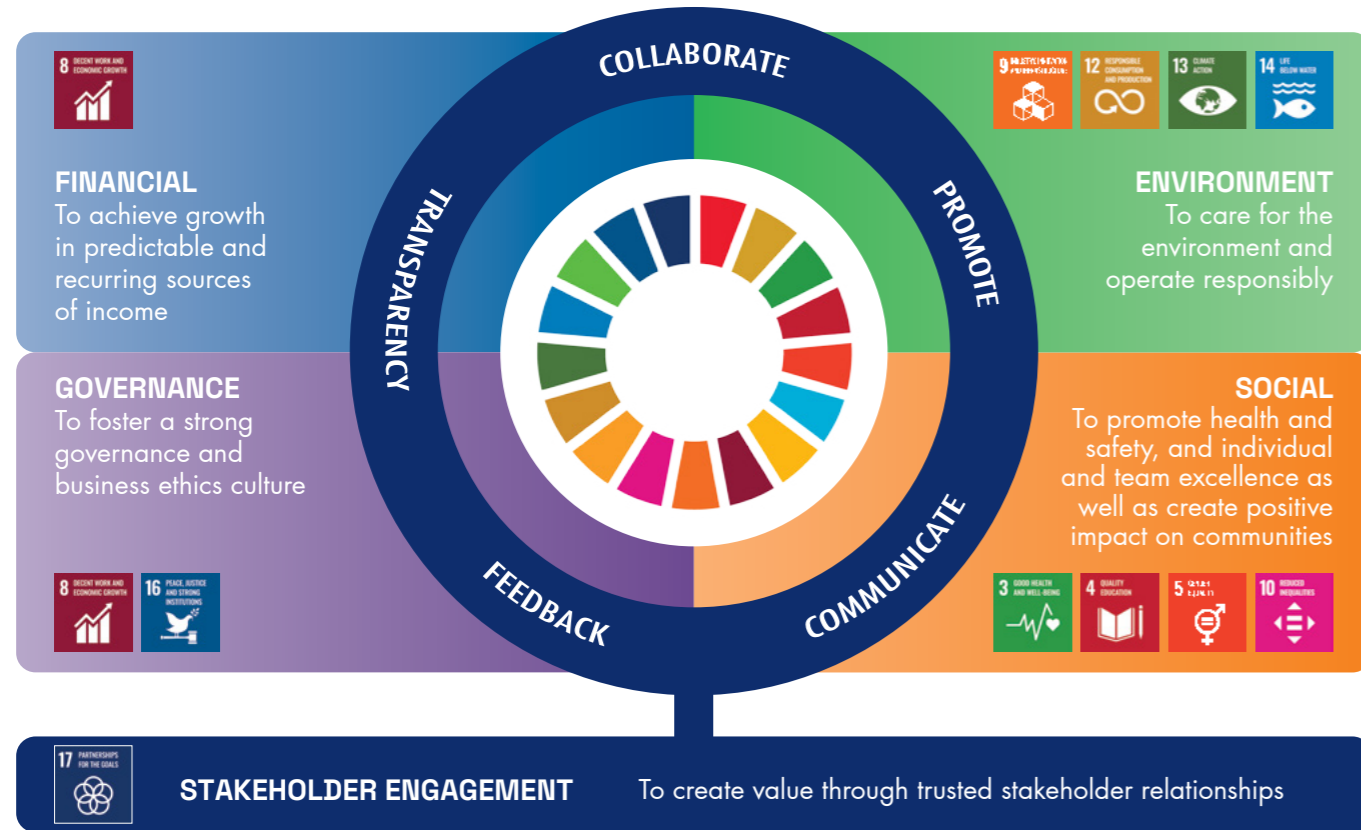 COLLABORATE
TRANSPARENCY
PROMOTE
FEEDBACK
COMMUNICATE
8 DECENT WORK AND
ECONOMIC GROWTH
FINANCIAL
To achieve growth
in predictable and
recurring sources
of income
9
12 RESPONSIBLE
CONSUMPTION
AND PRODUCTION
13 CLIMATE
ACTION
14 LIFE
BELOW WATER
ENVIRONMENT
To care for the
environment and
operate responsibly
GOVERNANCE
To foster a strong
governance and
business ethics culture
8 DECENT WORK AND
ECONOMIC GROWTH
16 PEACE, JUSTICE
AND STRONG
INSTITUTIONS
SOCIAL
To promote health and
safety, and individual
and team excellence as
well as create positive
impact on communities
3 GOOD HEALTH
AND WELL-BEING
4 QUALITY
EDUCATION
5
10 REDUCED
INEQUALITIES
17 PARTNERSHIPS
FOR THE GOALS
STAKEHOLDER ENGAGEMENT
To create value through trusted stakeholder relationships